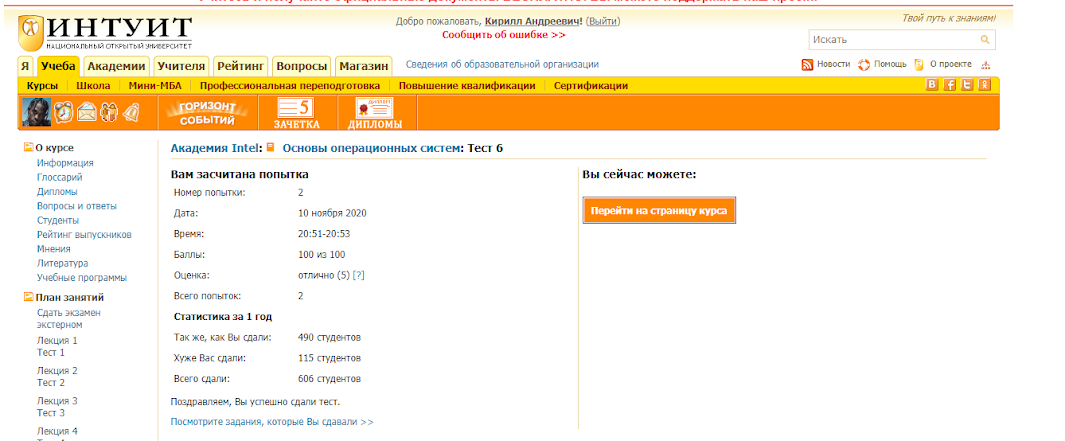 ИНТУИТ
НАЦИОНАЛЬНЫЙ ОТКРЫТЫЙ УНИВЕРСИТЕТ
Добро пожаловать, Кирилл Андреевич! (Выйти)
Сообщить об ошибке >>
Твой путь к знаниям!
Искать
Я Учеба Академии Учителя Рейтинг Вопросы Магазин Сведения об образовательной организации
Новости Помощь О проекте
Курсы Школа Мини-МБА Профессиональная переподготовка Повышение квалификации Сертификации
ГОРИЗОНТ СОБЫТИЙ
5
ЗАЧЕТКА
ДИПЛОМ
ДИПЛОМЫ
О курсе
Информация
Глоссарий
Дипломы
Вопросы и ответы
Студенты
Рейтинг выпускников
Мнения
Литература
Учебные программы
План занятий
Сдать экзамен
экстерном
Лекция 1
Тест 1
Лекция 2
Тест 2
Лекция 3
Тест 3
Лекция 4
Академия Intel: Основы операционных систем: Тест 6
Вам засчитана попытка
Номер попытки: 2
Дата: 10 ноября 2020
Время: 20:51-20:53
Баллы: 100 из 100
Оценка: отлично (5) [?]
Всего попыток: 2
Статистика за 1 год
Так же, как Вы сдали: 490 студентов
Хуже Вас сдали: 115 студентов
Всего сдали: 606 студентов
Поздравляем, Вы успешно сдали тест.
Посмотрите задания, которые Вы сдавали >>
Вы сейчас можете:
Перейти на страницу курса